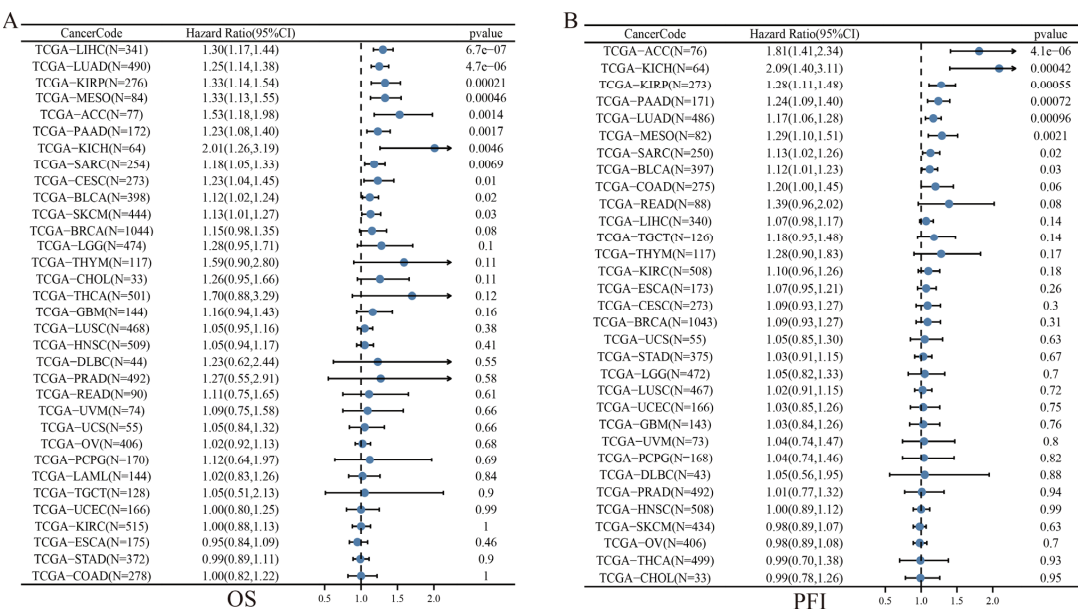 A
CancerCode Hazard Ratio(95%CI) pvalue
TCGA−LIHC(N=341) 1.30(1.17,1.44) 6.7e−07
TCGA−LUAD(N=490) 1.25(1.14,1.38) 4.7e−06
TCGA−KIRP(N=276) 1.33(1.14,1.54) 0.00021
TCGA−MESO(N=84) 1.33(1.13,1.55) 0.00046
TCGA−ACC(N=77) 1.53(1.18,1.98) 0.0014
TCGA−PAAD(N=172) 1.23(1.08,1.40) 0.0017
TCGA−KICH(N=64) 2.01(1.26,3.19) 0.0046
TCGA−SARC(N=254) 1.18(1.05,1.33) 0.0069
TCGA−CESC(N=273) 1.23(1.04,1.45) 0.01
TCGA−BLCA(N=398) 1.12(1.02,1.24) 0.02
TCGA−SKCM(N=444) 1.13(1.01,1.27) 0.03
TCGA−BRCA(N=1044) 1.15(0.98,1.35) 0.08
TCGA−LGG(N=474) 1.28(0.95,1.71) 0.1
TCGA−THYM(N=117) 1.59(0.90,2.80) 0.11
TCGA−CHOL(N=33) 1.26(0.95,1.66) 0.11
TCGA−THCA(N=501) 1.70(0.88,3.29) 0.12
TCGA−GBM(N=144) 1.16(0.94,1.43) 0.16
TCGA−LUSC(N=468) 1.05(0.95,1.16) 0.38
TCGA−HNSC(N=509) 1.05(0.94,1.17) 0.41
TCGA−DLBC(N=44) 1.23(0.62,2.44) 0.55
TCGA−PRAD(N=492) 1.27(0.55,2.91) 0.58
TCGA−READ(N=90) 1.11(0.75,1.65) 0.61
TCGA−UVM(N=74) 1.09(0.75,1.58) 0.66
TCGA−UCS(N=55) 1.05(0.84,1.32) 0.66
TCGA−OV(N=406) 1.02(0.92,1.13) 0.68
TCGA−PCPG(N−170) 1.12(0.64,1.97) 0.69
TCGA−LAML(N=144) 1.02(0.83,1.26) 0.84
TCGA−TGCT(N=128) 1.05(0.51,2.13) 0.9
TCGA−UCEC(N=166) 1.00(0.80,1.25) 0.99
TCGA−KIRC(N=515) 1.00(0.88,1.13) 1
TCGA−ESCA(N=175) 0.95(0.84,1.09) 0.46
TCGA−STAD(N=372) 0.99(0.89,1.11) 0.9
TCGA−COAD(N=278) 1.00(0.82,1.22) 1
0.5 1.0 1.5 2.0
OS
B
CancerCode Hazard Ratio(95%CI) pvalue
TCGA−ACC(N=76) 1.81(1.41,2.34) 4.1e−06
TCGA−KICH(N=64) 2.09(1.40,3.11) 0.00042
TCGA−KIRP(N=273) 1.28(1.11,1.48) 0.00055
TCGA−PAAD(N=171) 1.24(1.09,1.40) 0.00072
TCGA−LUAD(N=486) 1.17(1.06,1.28) 0.00096
TCGA−MESO(N=82) 1.29(1.10,1.51) 0.0021
TCGA−SARC(N=250) 1.13(1.02,1.26) 0.02
TCGA−BLCA(N=397) 1.12(1.01,1.23) 0.03
TCGA−COAD(N=275) 1.20(1.00,1.45) 0.06
TCGA−READ(N=88) 1.39(0.96,2.02) 0.08
TCGA−LIHC(N=340) 1.07(0.98,1.17) 0.14
TCGA−TGCT(N−126) 1.18(0.95,1.48) 0.14
TCGA−THYM(N=117) 1.28(0.90,1.83) 0.17
TCGA−KIRC(N=508) 1.10(0.96,1.26) 0.18
TCGA−ESCA(N=173) 1.07(0.95,1.21) 0.26
TCGA−CESC(N=273) 1.09(0.93,1.27) 0.3
TCGA−BRCA(N=1043) 1.09(0.93,1.27) 0.31
TCGA−UCS(N=55) 1.05(0.85,1.30) 0.63
TCGA−STAD(N=375) 1.03(0.91,1.15) 0.67
TCGA−LGG(N=472) 1.05(0.82,1.33) 0.7
TCGA−LUSC(N=467) 1.02(0.91,1.15) 0.72
TCGA−UCEC(N=166) 1.03(0.85,1.26) 0.75
TCGA−GBM(N=143) 1.03(0.84,1.26) 0.76
TCGA−UVM(N=73) 1.04(0.74,1.47) 0.8
TCGA−PCPG(N−168) 1.04(0.74,1.46) 0.82
TCGA−DLBC(N=43) 1.05(0.56,1.95) 0.88
TCGA−PRAD(N=492) 1.01(0.77,1.32) 0.94
TCGA−HNSC(N=508) 1.00(0.89,1.12) 0.99
TCGA−SKCM(N=434) 0.98(0.89,1.07) 0.63
TCGA−OV(N=406) 0.98(0.89,1.08) 0.7
TCGA−THCA(N=499) 0.99(0.70,1.38) 0.93
TCGA−CHOL(N=33) 0.99(0.78,1.26) 0.95
0.5 1.0 1.5 2.0
PFI